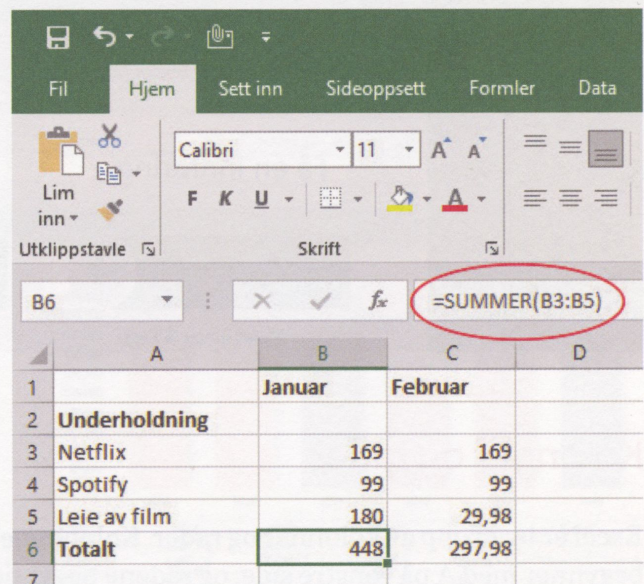 Fil Hjem Sett inn Sideoppsett Formler Data
Calibri 11 A A
Lim
inn
F K U A
Utklippstavle Skrift
B6 fx =SUMMER(B3:B5)
A B C D
1 Januar Februar
2 Underholdning
3 Netflix 169 169
4 Spotify 99 99
5 Leie av film 180 29,98
6 Totalt 448 297,98
7